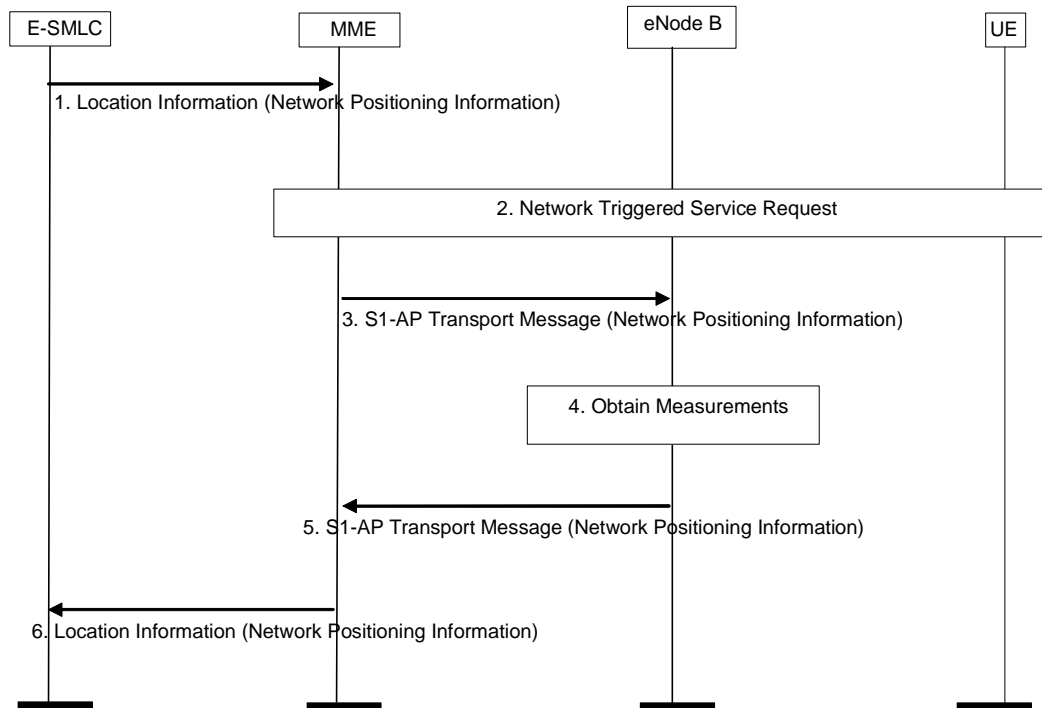 E-SMLC
MME
eNode B
UE
1. Location Information (Network Positioning Information)
2. Network Triggered Service Request
3. S1-AP Transport Message (Network Positioning Information)
4. Obtain Measurements
5. S1-AP Transport Message (Network Positioning Information)
6. Location Information (Network Positioning Information)